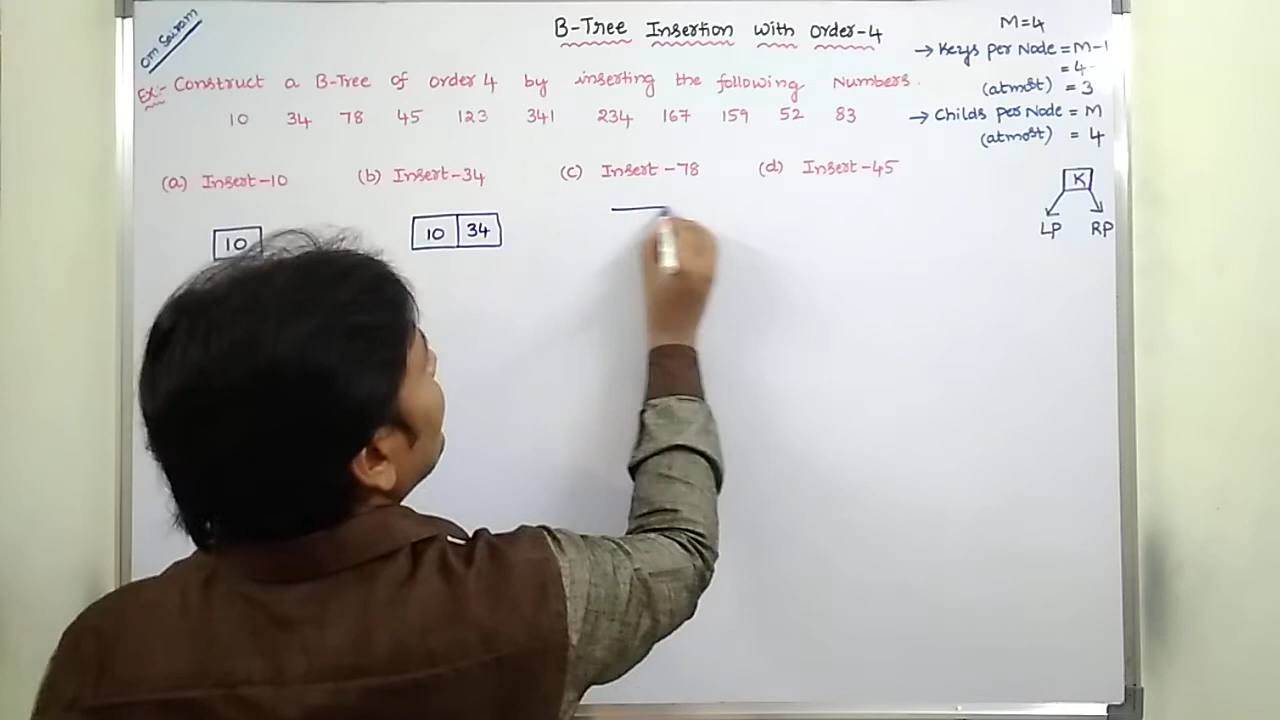 om Sairam
B-Tree Insertion with order-4
Ex:- Construct a B-Tree of order 4 by inserting the following Numbers.
10 34 78 45 123 341 234 167 159 52 83
M=4
→ Keys per Node = M-1
= 4-
(atmost) = 3
→ Childs per Node = M
(atmost) = 4
(a) Insert-10 (b) Insert-34 (c) Insert-78 (d) Insert-45
10 10 34
K
LP RP